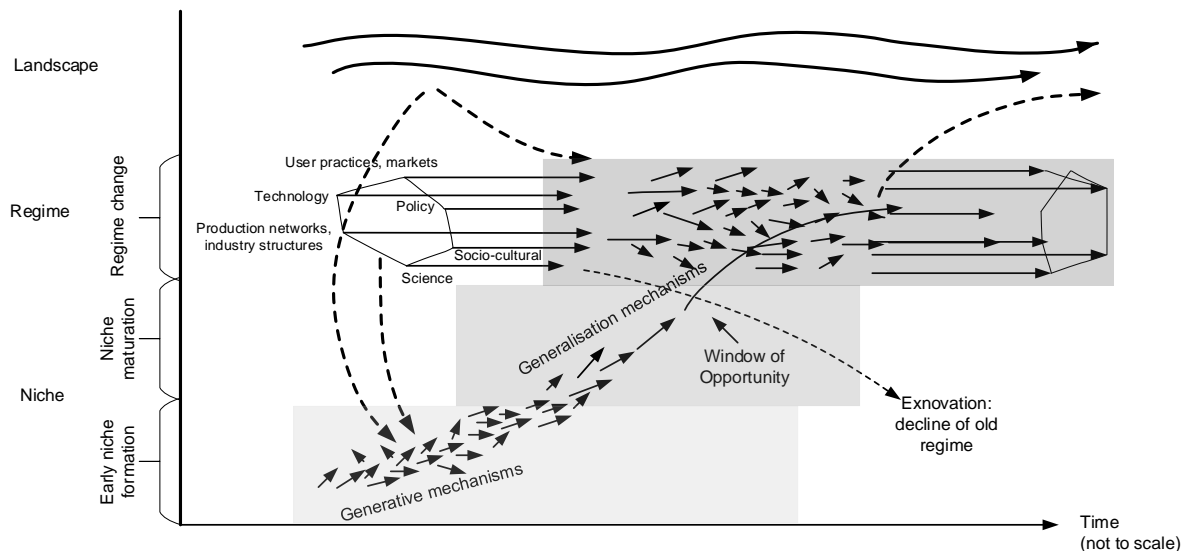 Landscape
Regime
Niche
Regime change
Niche
maturation
Early niche
formation
User practices, markets
Technology
Policy
Production networks,
industry structures
Socio-cultural
Science
Generalisation mechanisms
Window of
Opportunity
Exnovation:
decline of old
regime
Generative mechanisms
Time
(not to scale)